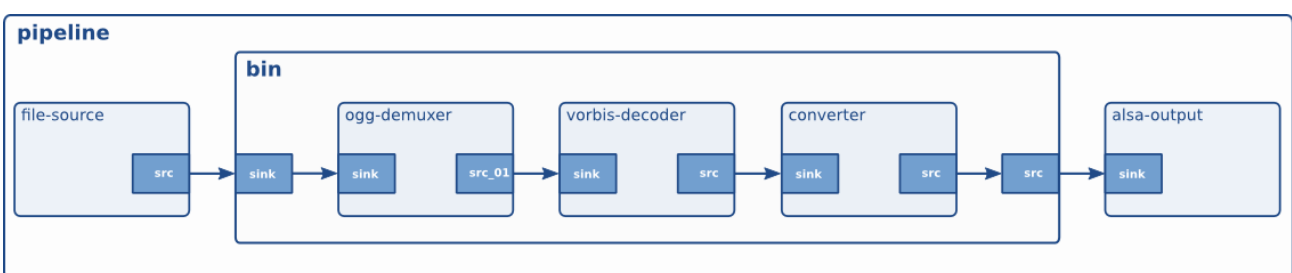 pipeline
bin
file-source
ogg-demuxer
vorbis-decoder
converter
alsa-output
src
sink
sink
src_01
sink
src
sink
src
src
sink